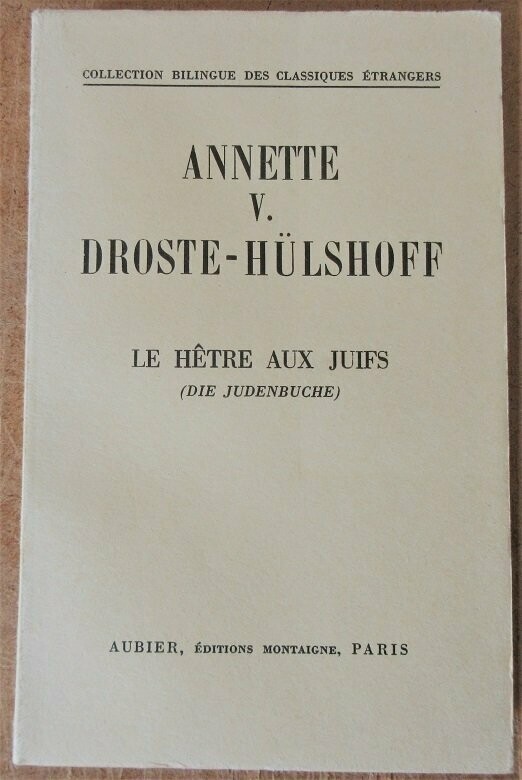 COLLECTION BILINGUE DES CLASSIQUES ÉTRANGERS
ANNETTE
V.
DROSTE-HÜLSHOFF
LE HÊTRE AUX JUIFS
(DIE JUDENBUCHE)
AUBIER, ÉDITIONS MONTAIGNE, PARIS